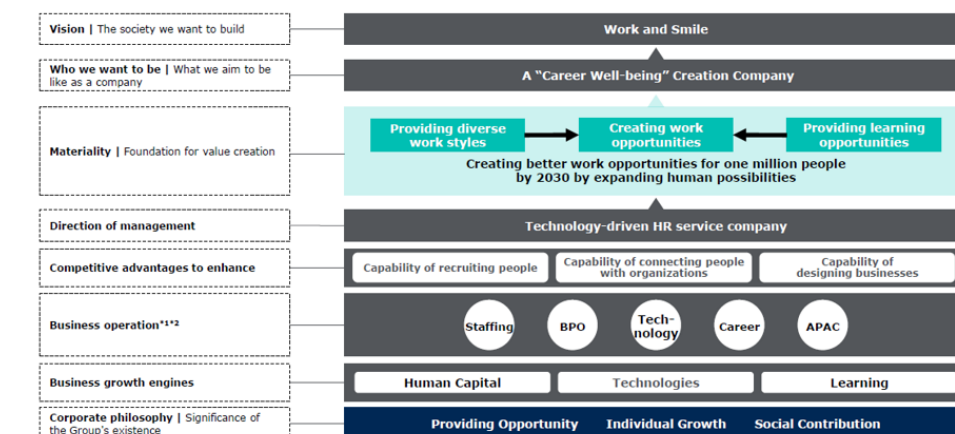 Vision | The society we want to build
Work and Smile
Who we want to be | What we aim to be
like as a company
A “Career Well-being” Creation Company
Materiality | Foundation for value creation
Providing diverse
work styles
Creating work
opportunities
Providing learning
opportunities
Creating better work opportunities for one million people
by 2030 by expanding human possibilities
Direction of management
Technology-driven HR service company
Competitive advantages to enhance
Capability of recruiting people
Capability of connecting people
with organizations
Capability of
designing businesses
Business operation*1*2
Staffing
BPO
Tech-
nology
Career
APAC
Business growth engines
Human Capital
Technologies
Learning
Corporate philosophy | Significance of
the Group's existence
Providing Opportunity
Individual Growth
Social Contribution